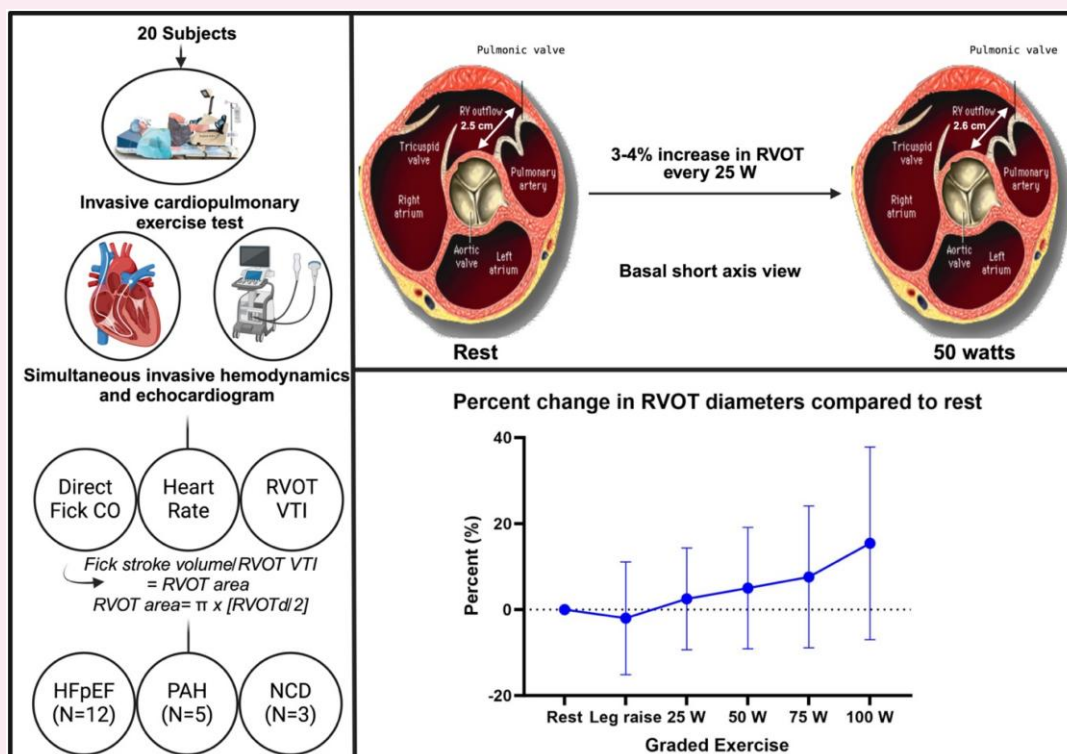 20 Subjects
Invasive cardiopulmonary
exercise test
Simultaneous invasive hemodynamics
and echocardiogram
Direct
Fick CO
Heart
Rate
RVOT
VTI
Fick stroke volume/RVOT VTI
= RVOT area
RVOT area= π x [RVOTd/2]
HFpEF
(N=12)
PAH
(N=5)
NCD
(N=3)
Pulmonic valve
RV outflow
2.5 cm
Tricuspid
valve
Pulmonary
artery
Right
atrium
Aortic
valve
Left
atrium
Rest
3-4% increase in RVOT
every 25 W
Basal short axis view
Pulmonic valve
RV outflow
2.6 cm
Tricuspid
valve
Pulmonary
artery
Right
atrium
Aortic
valve
Left
atrium
50 watts
Percent change in RVOT diameters compared to rest
Percent (%)
40
20
0
-20
Rest Leg raise 25 W 50 W 75 W 100 W
Graded Exercise